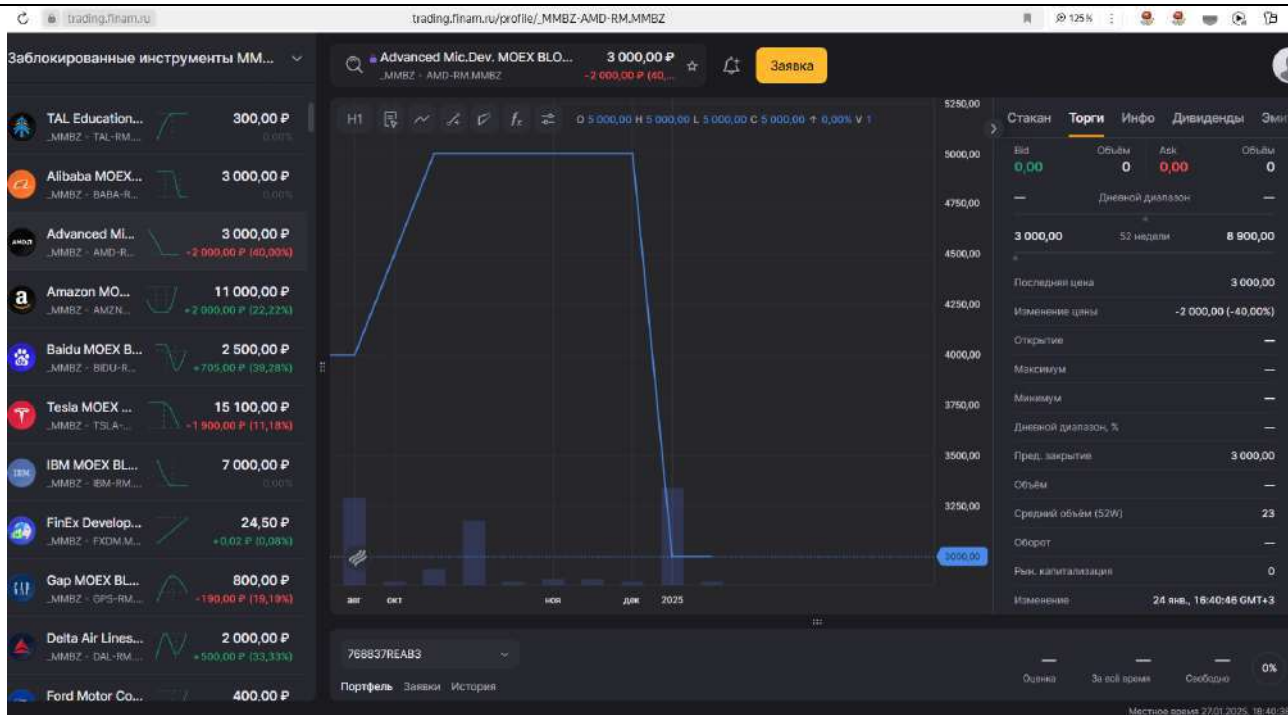 trading.finam.ru
trading.finam.ru/profile/_MMBZ-AMD-RM.MMBZ
125%
Заблокированные инструменты ММ...
Advanced Mic.Dev. MOEX BLO... 3 000,00 ₽
_MMBZ - AMD-RM.MMBZ -2 000,00 ₽ (40,...
Заявка
TAL Education... 300,00 ₽
_MMBZ - TAL-RM.... 0,00%
Alibaba MOEX... 3 000,00 ₽
_MMBZ - BABA-R... 0,00%
Advanced Mi... 3 000,00 ₽
_MMBZ - AMD-R... -2 000,00 ₽ (40,00%)
Amazon MO... 11 000,00 ₽
_MMBZ - AMZN... +2 000,00 ₽ (22,22%)
Baidu MOEX B... 2 500,00 ₽
_MMBZ - BIDU-R... +705,00 ₽ (39,28%)
Tesla MOEX ... 15 100,00 ₽
_MMBZ - TSLA-... -1 900,00 ₽ (11,18%)
IBM MOEX BL... 7 000,00 ₽
_MMBZ - IBM-RM.... 0,00%
FinEx Develop... 24,50 ₽
_MMBZ - FXDM.M... +0,02 ₽ (0,08%)
Gap MOEX BL... 800,00 ₽
_MMBZ - GPS-RM.... -190,00 ₽ (19,19%)
Delta Air Lines... 2 000,00 ₽
_MMBZ - DAL-RM.... +500,00 ₽ (33,33%)
Ford Motor Co... 400,00 ₽
H1
O 5 000,00 H 5 000,00 L 5 000,00 C 5 000,00 ↑ 0,00% V 1
5250,00
5000,00
4750,00
4500,00
4250,00
4000,00
3750,00
3500,00
3250,00
3000,00
авг окт ноя дек 2025
Стакан Торги Инфо Дивиденды Эми
Bid Объём Ask Объём
0,00 0 0,00 0
— Дневной диапазон —
3 000,00 52 недели 8 900,00
Последняя цена 3 000,00
Изменение цены -2 000,00 (-40,00%)
Открытие —
Максимум —
Минимум —
Дневной диапазон, % —
Пред. закрытие 3 000,00
Объём —
Средний объём (52W) 23
Оборот —
Рын. капитализация 0
Изменение 24 янв., 16:40:46 GMT+3
768837REAB3
Портфель Заявки История
— — —
Оценка За всё время Свободно 0%
Местное время 27.01.2025, 18:40:36